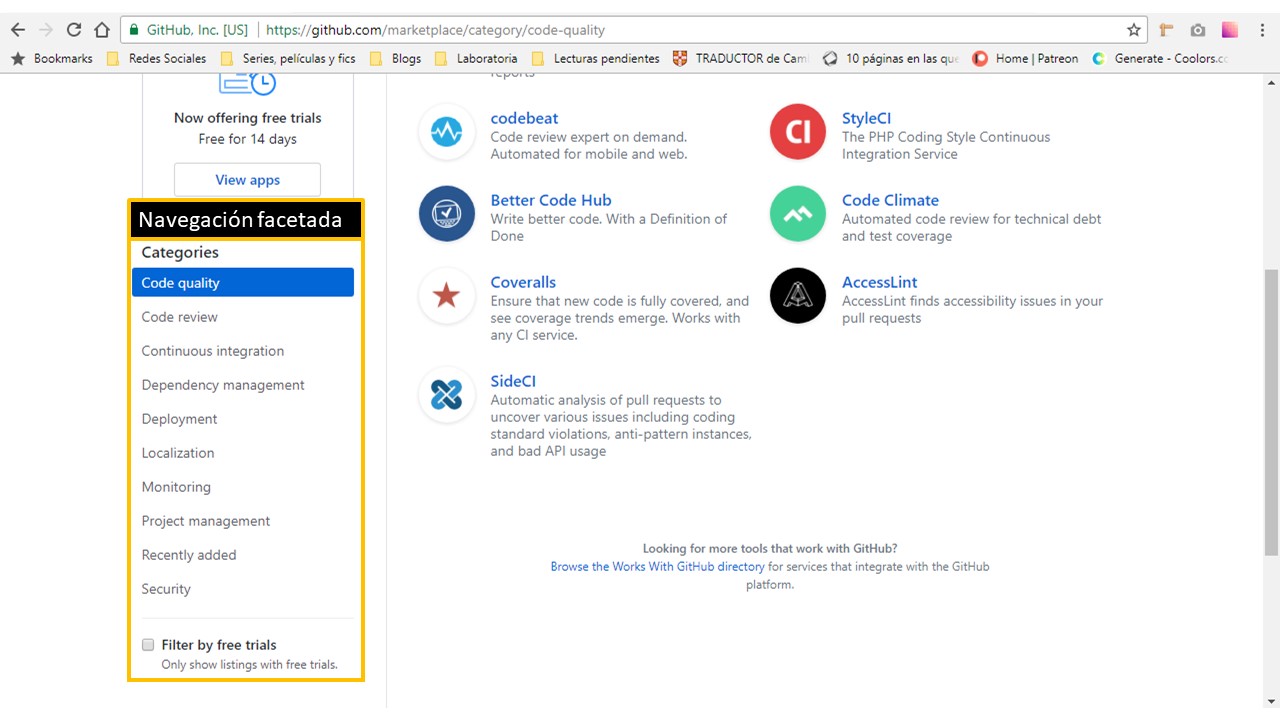 GitHub, Inc. [US]
https://github.com/marketplace/category/code-quality
Bookmarks
Redes Sociales
Series, películas y fics
Blogs
Laboratoria
Lecturas pendientes
TRADUCTOR de Cam
10 páginas en las que
Home | Patreon
Generate - Coolors.co
Now offering free trials
Free for 14 days
View apps
Navegación facetada
Categories
Code quality
Code review
Continuous integration
Dependency management
Deployment
Localization
Monitoring
Project management
Recently added
Security
Filter by free trials
Only show listings with free trials.
reports
codebeat
Code review expert on demand.
Automated for mobile and web.
CI
StyleCI
The PHP Coding Style Continuous
Integration Service
Better Code Hub
Write better code. With a Definition of
Done
Code Climate
Automated code review for technical debt
and test coverage
Coveralls
Ensure that new code is fully covered, and
see coverage trends emerge. Works with
any CI service.
AccessLint
AccessLint finds accessibility issues in your
pull requests
SideCI
Automatic analysis of pull requests to
uncover various issues including coding
standard violations, anti-pattern instances,
and bad API usage
Looking for more tools that work with GitHub?
Browse the Works With GitHub directory for services that integrate with the GitHub
platform.